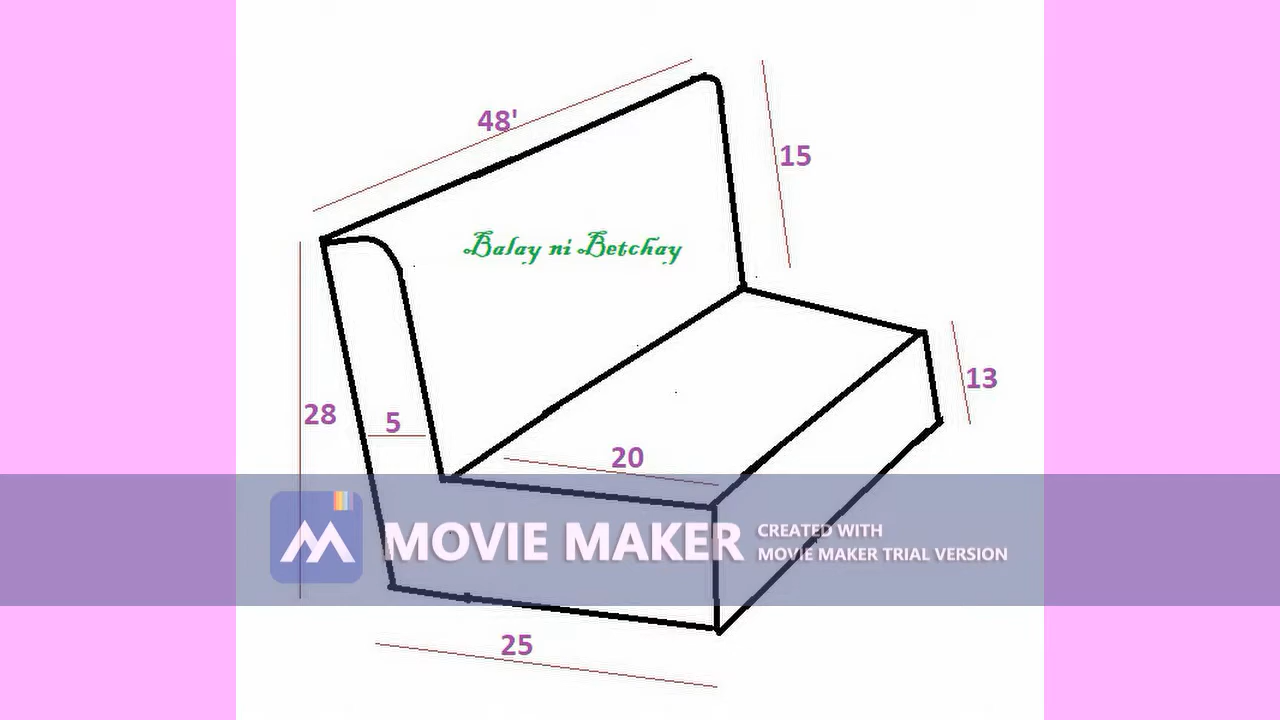 48'
15
Balay ni Betchay
13
28
5
20
MOVIE MAKER
CREATED WITH
MOVIE MAKER TRIAL VERSION
25